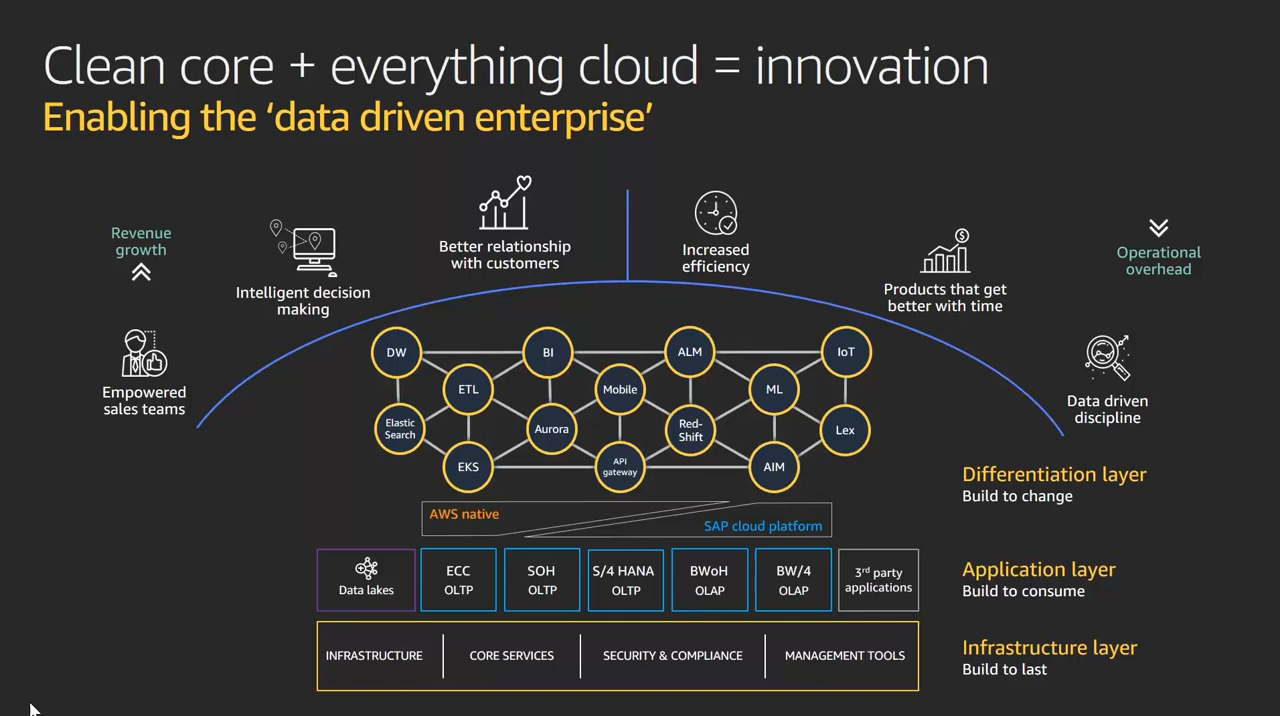 Clean core + everything cloud = innovation
Enabling the ‘data driven enterprise’
Revenue
growth
Empowered
sales teams
Intelligent decision
making
Better relationship
with customers
Increased
efficiency
Products that get
better with time
Operational
overhead
Data driven
discipline
DW
BI
ALM
IoT
ETL
Mobile
ML
Elastic
Search
Aurora
Red-
Shift
Lex
EKS
API
gateway
AIM
Differentiation layer
Build to change
AWS native
SAP cloud platform
Data lakes
ECC
OLTP
SOH
OLTP
S/4 HANA
OLTP
BWoH
OLAP
BW/4
OLAP
3rd party
applications
Application layer
Build to consume
INFRASTRUCTURE
CORE SERVICES
SECURITY & COMPLIANCE
MANAGEMENT TOOLS
Infrastructure layer
Build to last